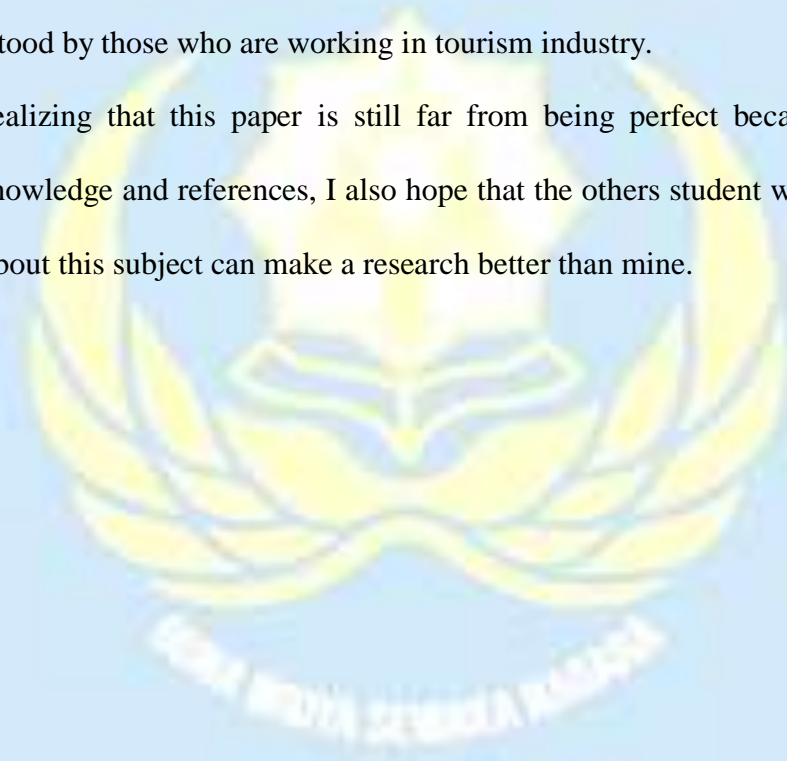 tood by those who are working in tourism industry.
ealizing that this paper is still far from being perfect beca
nowledge and references, I also hope that the others student w
bout this subject can make a research better than mine.
WIDYA SEWAKA